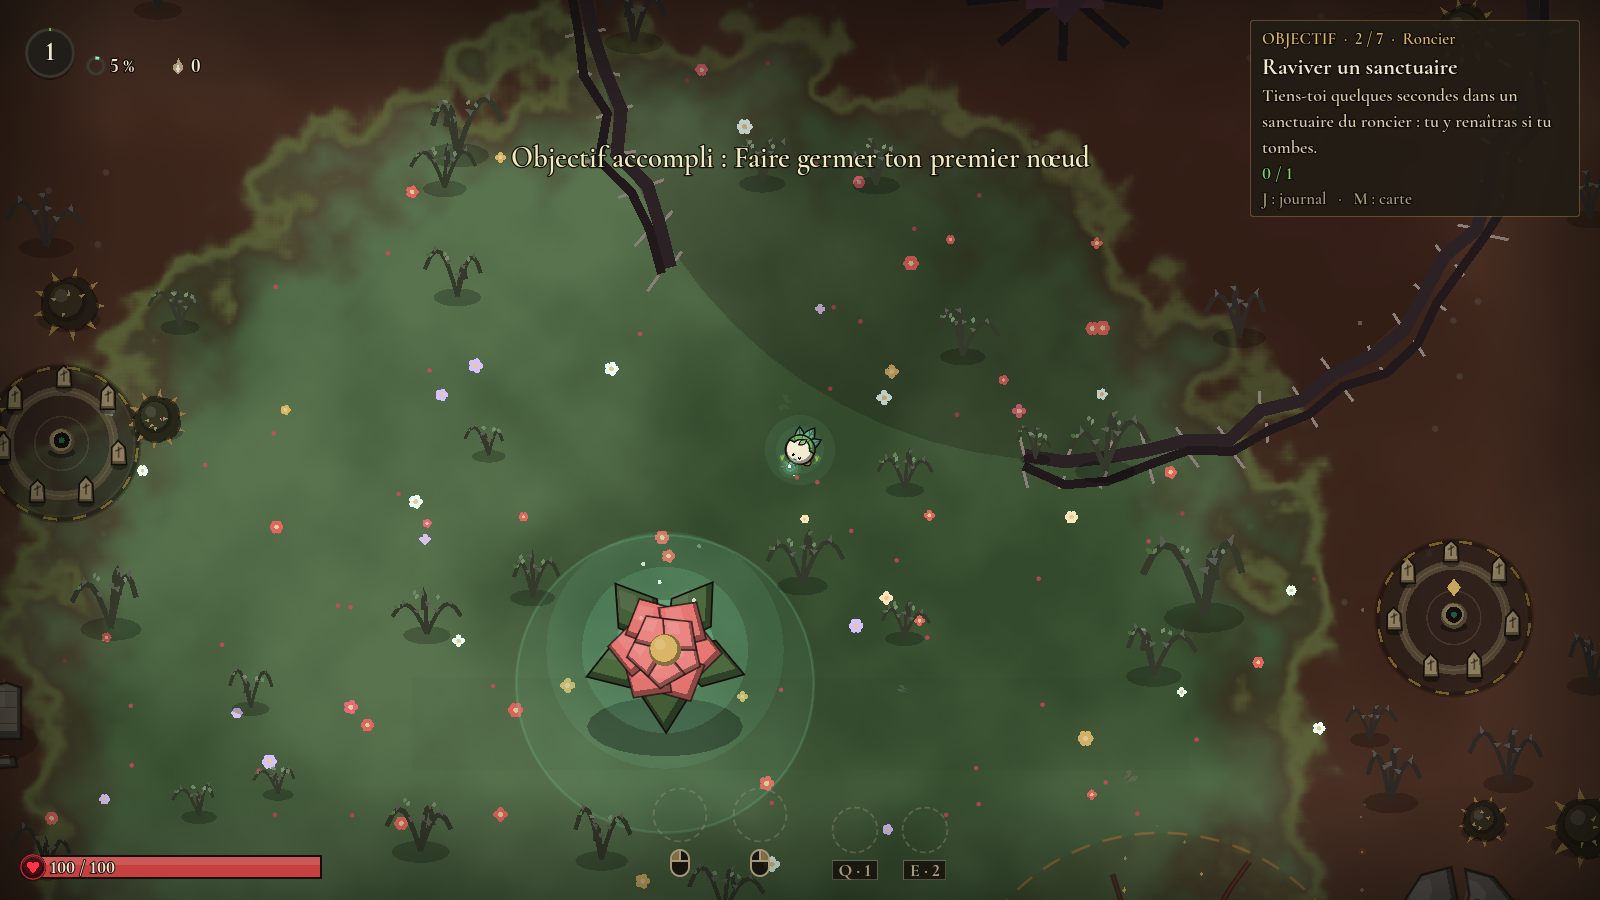 1
5 %
0
OBJECTIF · 2 / 7 · Roncier
Raviver un sanctuaire
Tiens-toi quelques secondes dans un
sanctuaire du roncier : tu y renaîtras si tu
tombes.
0 / 1
J : journal · M : carte
Objectif accompli : Faire germer ton premier nœud
100 / 100
Q · 1
E · 2